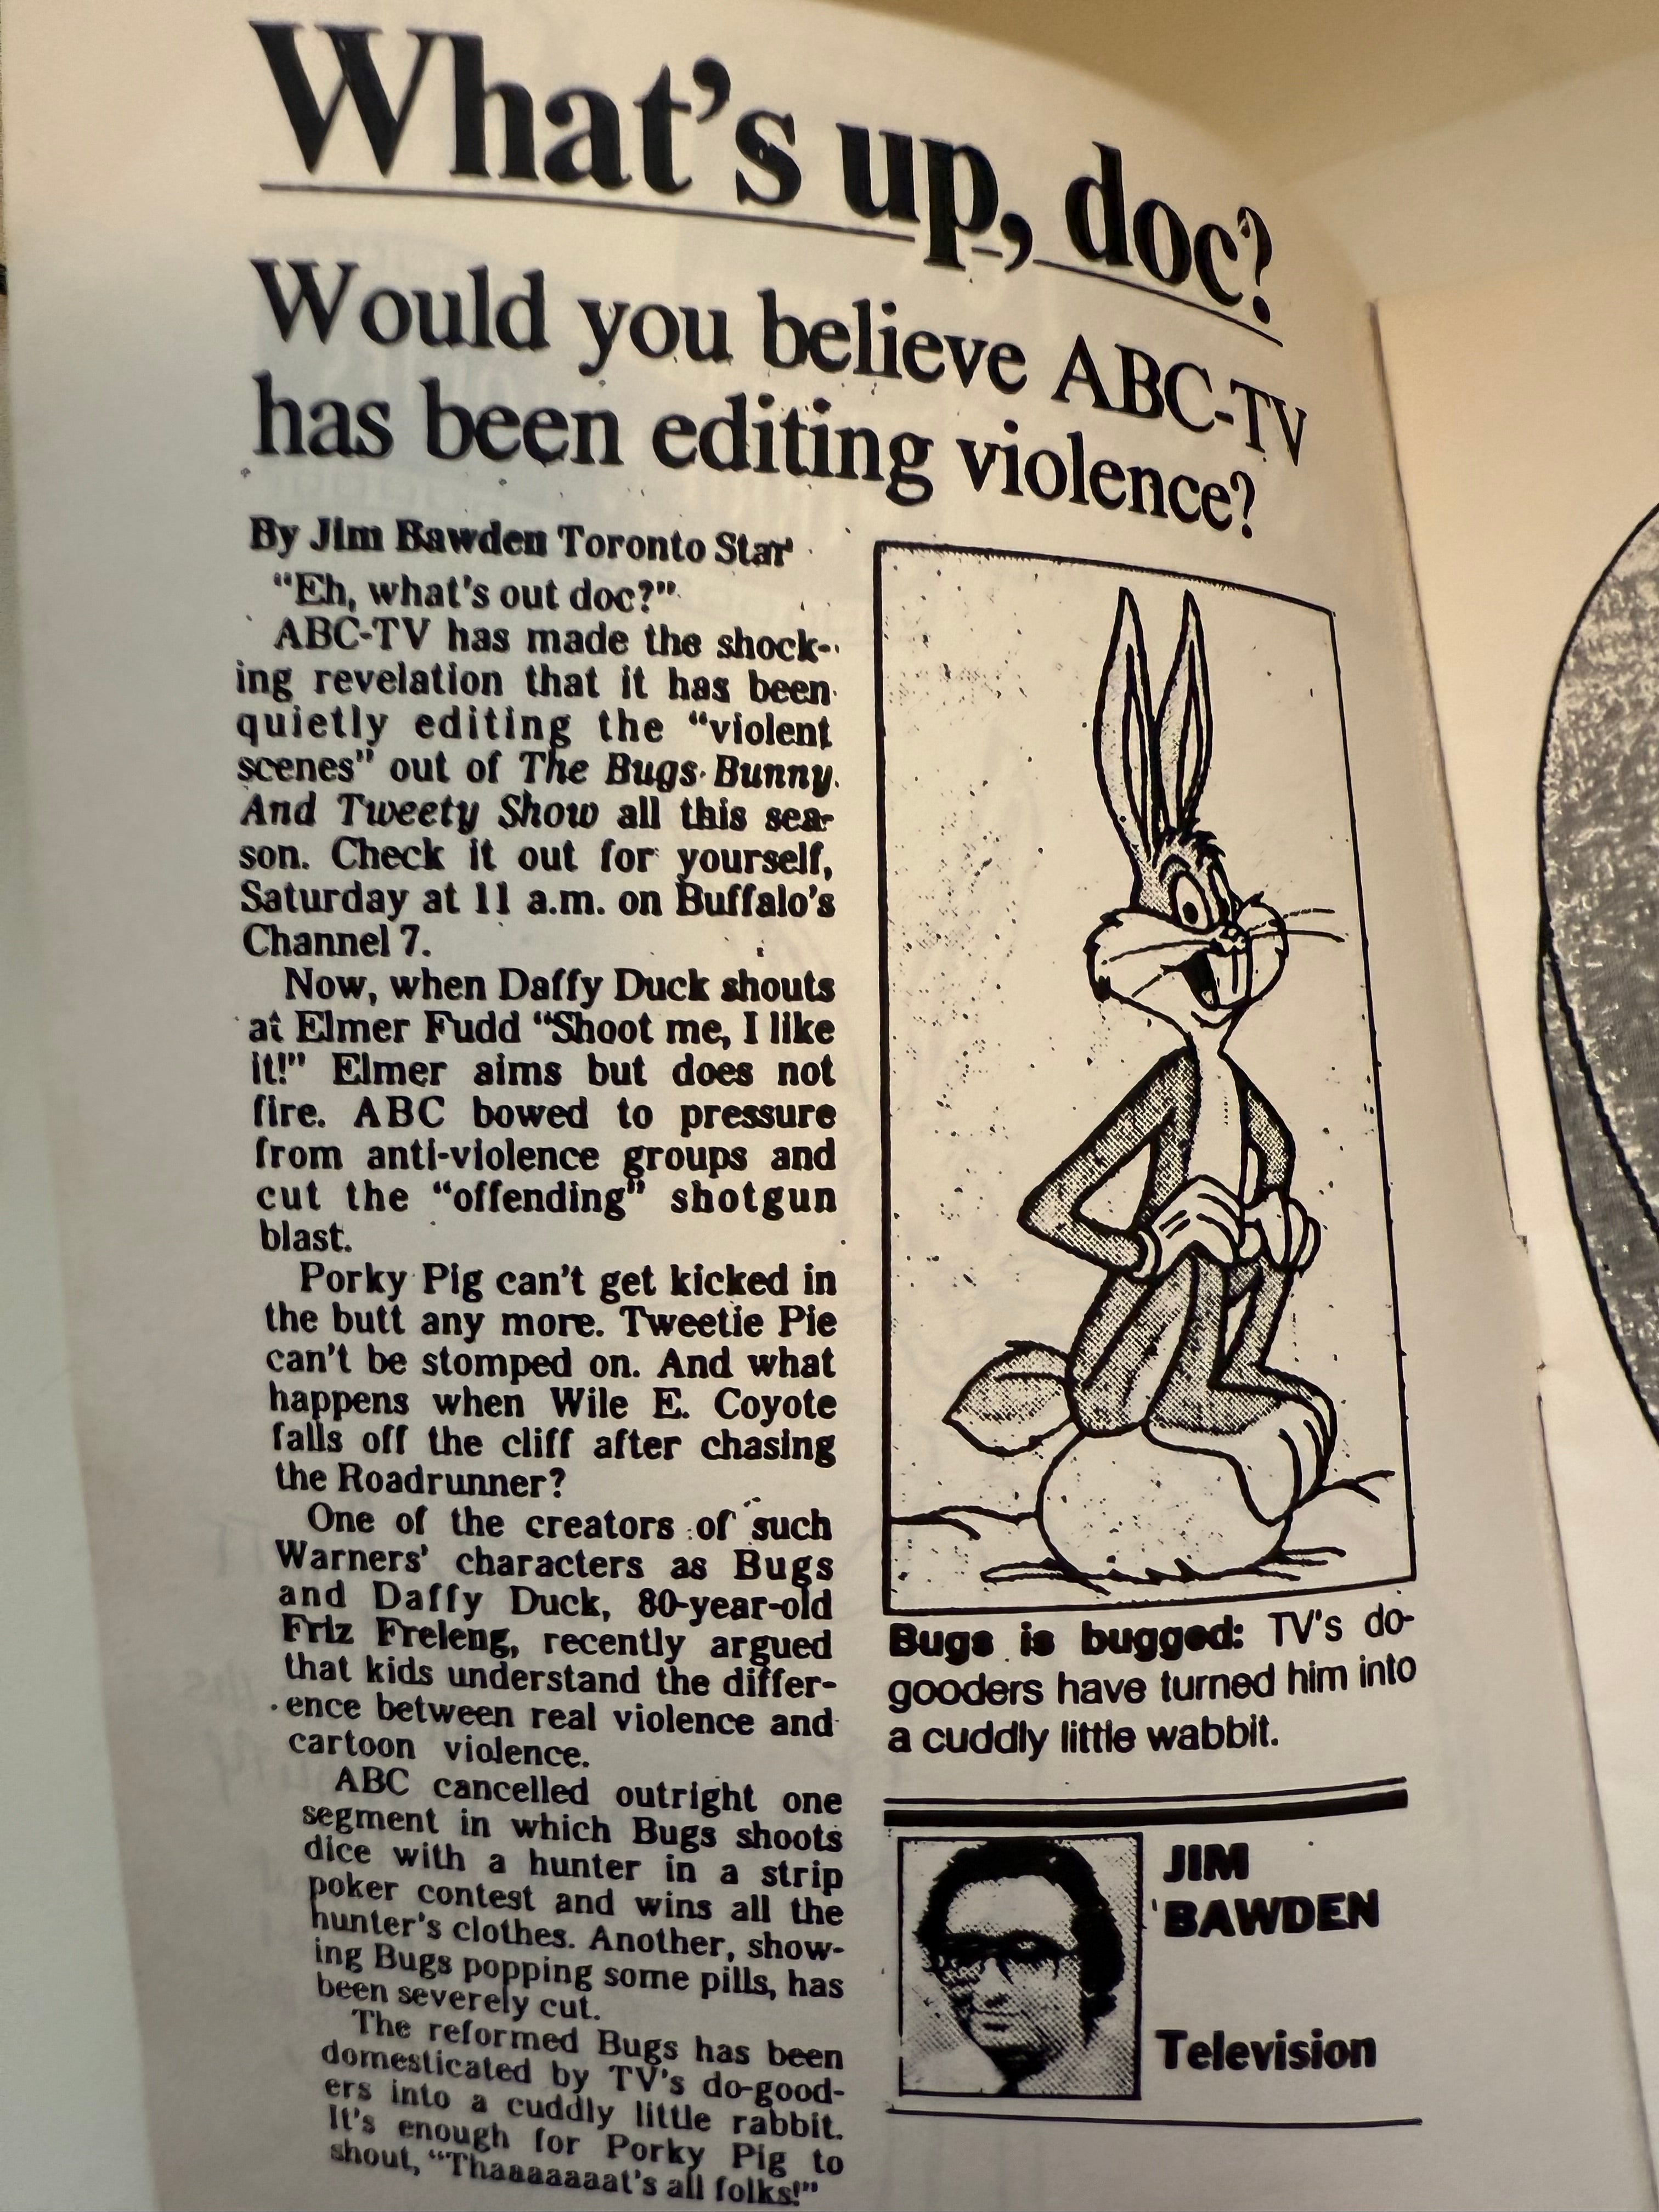 What's up, doc?
Would you believe ABC-TV
has been editing violence?
By Jim Bawden Toronto Star
"Eh, what's out doc?"
ABC-TV has made the shock-
ing revelation that it has been
quietly editing the "violent
scenes" out of The Bugs Bunny
And Tweety Show all this sea-
son. Check it out for yourself,
Saturday at 11 a.m. on Buffalo's
Channel 7.
Now, when Daffy Duck shouts
at Elmer Fudd "Shoot me, I like
it!" Elmer aims but does not
fire. ABC bowed to pressure
from anti-violence groups and
cut the "offending" shotgun
blast.
Porky Pig can't get kicked in
the butt any more. Tweetie Pie
can't be stomped on. And what
happens when Wile E. Coyote
falls off the cliff after chasing
the Roadrunner?
One of the creators of such
Warners' characters as Bugs
and Daffy Duck, 80-year-old
Friz Freleng, recently argued
that kids understand the differ-
ence between real violence and
cartoon violence.
ABC cancelled outright one
segment in which Bugs shoots
dice with a hunter in a strip
poker contest and wins all the
hunter's clothes. Another, show-
ing Bugs popping some pills, has
been severely cut.
The reformed Bugs has been
domesticated by TV's do-good-
ers into a cuddly little rabbit.
It's enough for Porky Pig to
shout, "Thaaaaaaat's all folks!"
Bugs is bugged: TV's do-
gooders have turned him into
a cuddly little wabbit.
JIM
BAWDEN
Television